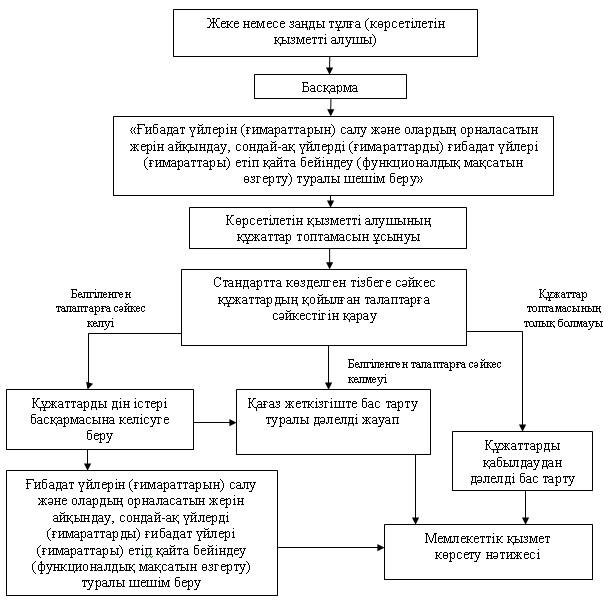 Жеке немесе заңды тұлға (көрсетілетін
қызметті алушы)
Басқарма
«Ғибадат үйлерін (ғимараттарын) салу және олардың орналасатын
жерін айқындау, сондай-ақ үйлерді (ғимараттарды) ғибадат үйлері
(ғимараттары) етіп қайта бейіндеу (функционалдық мақсатын
өзгерту) туралы шешім беру»
Көрсетілетін қызметті алушының
құжаттар топтамасын ұсынуы
Стандартта көзделген тізбеге сәйкес
құжаттардың қойылған талаптарға
сәйкестігін қарау
Белгіленген
талаптарға сәйкес
келуі
Құжаттар
топтамасының
толық болмауы
Белгіленген талаптарға сәйкес
келмеуі
Құжаттарды дін істері
басқармасына келісуге
беру
Қағаз жеткізгіште бас тарту
туралы дәлелді жауап
Құжаттарды
қабылдаудан
дәлелді бас тарту
Ғибадат үйлерін (ғимараттарын) салу
және олардың орналасатын жерін
айқындау, сондай-ақ үйлерді
(ғимараттарды) ғибадат үйлері
(ғимараттары) етіп қайта бейіндеу
(функционалдық мақсатын өзгерту)
туралы шешім беру
Мемлекеттік қызмет
көрсету нәтижесі